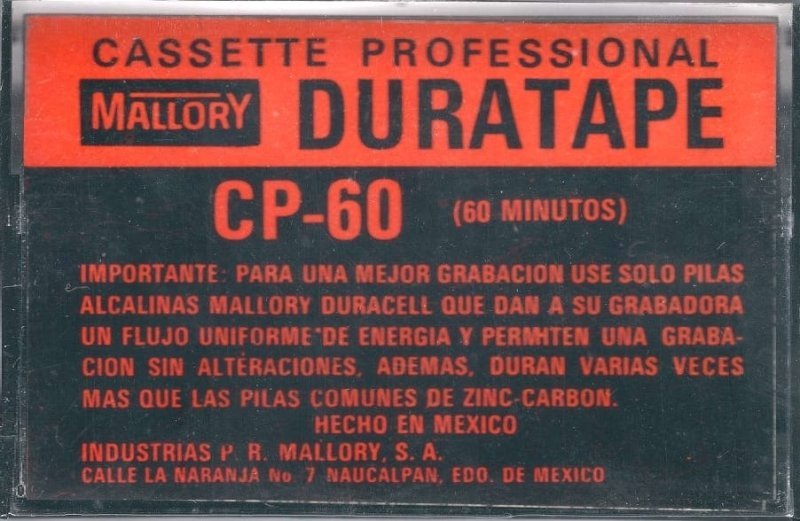 CASSETTE PROFESSIONAL
MALLORY DURATAPE
CP-60 (60 MINUTOS)
IMPORTANTE: PARA UNA MEJOR GRABACION USE SOLO PILAS
ALCALINAS MALLORY DURACELL QUE DAN A SU GRABADORA
UN FLUJO UNIFORME DE ENERGIA Y PERMITEN UNA GRABA-
CION SIN ALTERACIONES, ADEMAS, DURAN VARIAS VECES
MAS QUE LAS PILAS COMUNES DE ZINC-CARBON.
HECHO EN MEXICO
INDUSTRIAS P. R. MALLORY, S. A.
CALLE LA NARANJA No. 7 NAUCALPAN, EDO. DE MEXICO